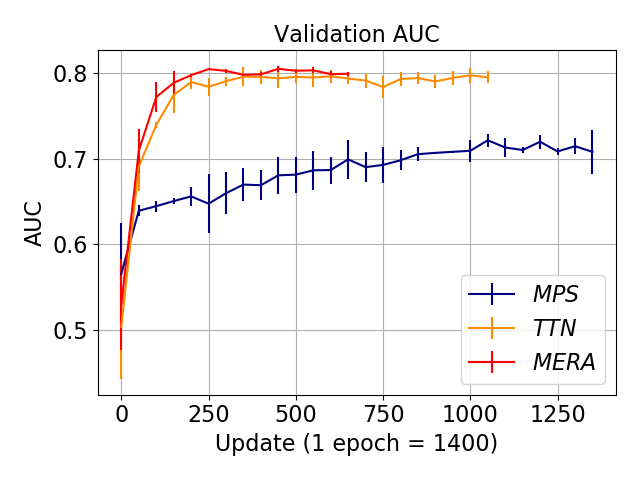 Validation AUC
AUC
0.8
0.7
0.6
0.5
0 250 500 750 1000 1250
Update (1 epoch = 1400)
MPS
TTN
MERA